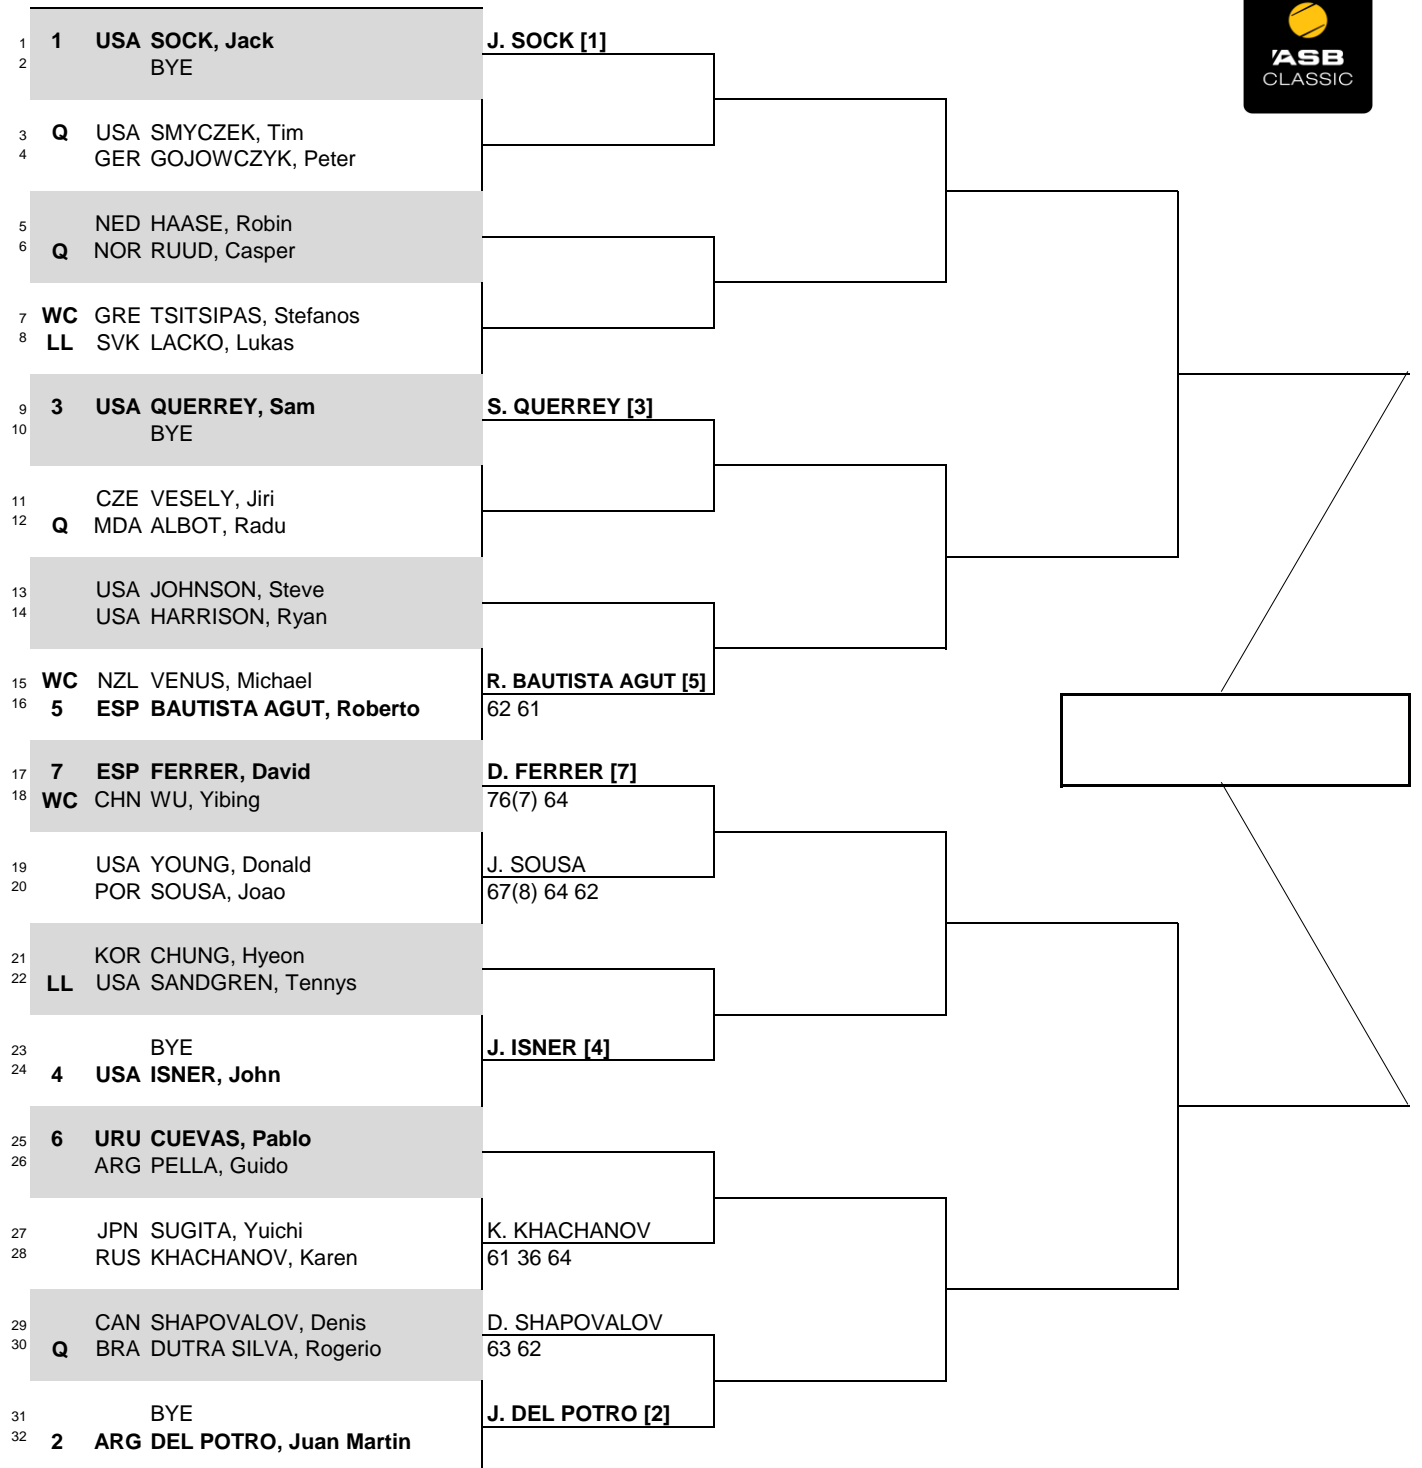 ASB
CLASSIC
1 1 USA SOCK, Jack J. SOCK [1]
2 BYE
3 Q USA SMYCZEK, Tim
4 GER GOJOWCZYK, Peter
5 NED HAASE, Robin
6 Q NOR RUUD, Casper
7 WC GRE TSITSIPAS, Stefanos
8 LL SVK LACKO, Lukas
9 3 USA QUERREY, Sam S. QUERREY [3]
10 BYE
11 CZE VESELY, Jiri
12 Q MDA ALBOT, Radu
13 USA JOHNSON, Steve
14 USA HARRISON, Ryan
15 WC NZL VENUS, Michael R. BAUTISTA AGUT [5]
16 5 ESP BAUTISTA AGUT, Roberto 62 61
17 7 ESP FERRER, David D. FERRER [7]
18 WC CHN WU, Yibing 76(7) 64
19 USA YOUNG, Donald J. SOUSA
20 POR SOUSA, Joao 67(8) 64 62
21 KOR CHUNG, Hyeon
22 LL USA SANDGREN, Tennys
23 BYE J. ISNER [4]
24 4 USA ISNER, John
25 6 URU CUEVAS, Pablo
26 ARG PELLA, Guido
27 JPN SUGITA, Yuichi K. KHACHANOV
28 RUS KHACHANOV, Karen 61 36 64
29 CAN SHAPOVALOV, Denis D. SHAPOVALOV
30 Q BRA DUTRA SILVA, Rogerio 63 62
31 BYE J. DEL POTRO [2]
32 2 ARG DEL POTRO, Juan Martin